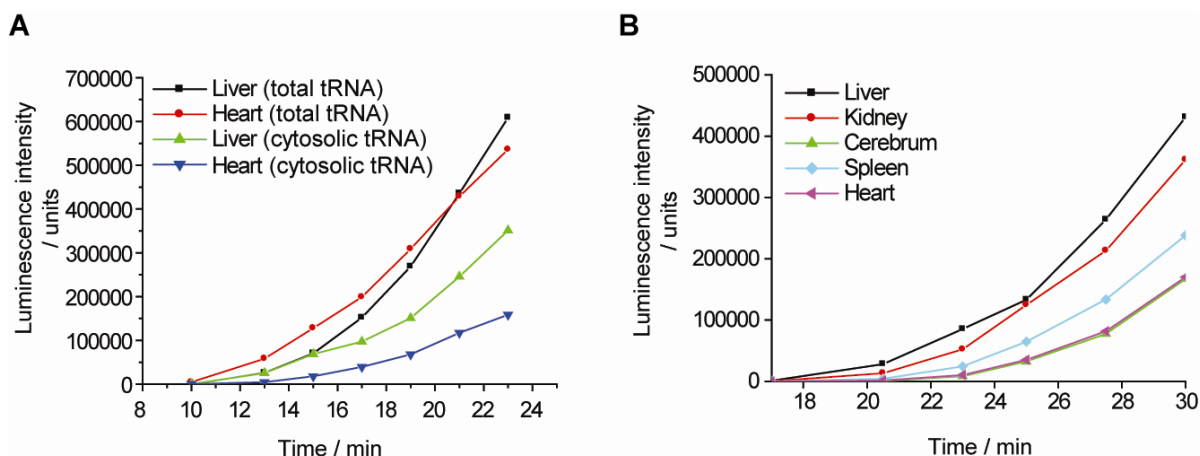 A
Luminescence intensity
/ units
700000
600000
500000
400000
300000
200000
100000
0
Liver (total tRNA)
Heart (total tRNA)
Liver (cytosolic tRNA)
Heart (cytosolic tRNA)
8 10 12 14 16 18 20 22 24
Time / min
B
Luminescence intensity
/ units
500000
400000
300000
200000
100000
0
Liver
Kidney
Cerebrum
Spleen
Heart
18 20 22 24 26 28 30
Time / min